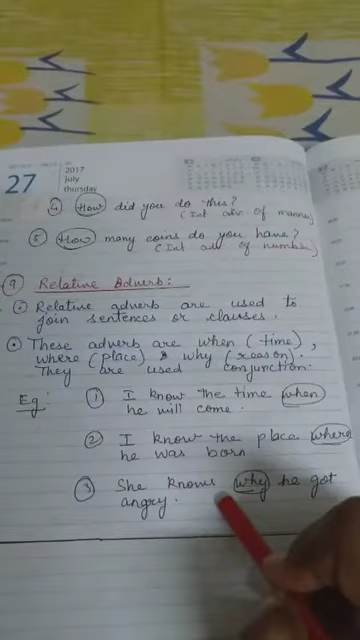 27
2017
July
thursday
4 How did you do this?
(Int adv. of manner)
5 How many coins do you have?
(Int adv. of number)
9 Relative Adverb:
Relative adverb are used to
join sentences or clauses.
These adverb are when (time),
where (place) & why (reason).
They are used conjunction.
Eg: 1 I know the time when
he will come.
2 I know the place where
he was born
3 She knows why he got
angry.